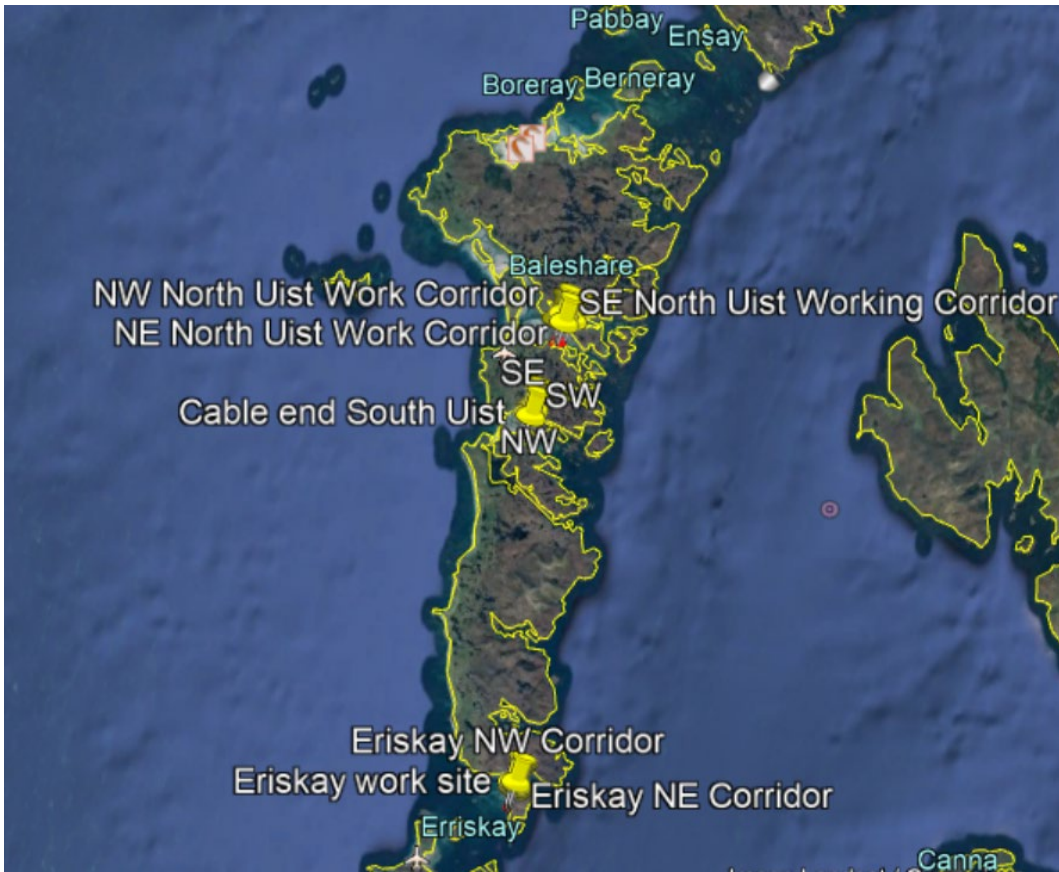 Pabbay
Ensay
Boreray
Berneray
Baleshare
NW North Uist Work Corridor
SE North Uist Working Corridor
NE North Uist Work Corridor
SE
SW
Cable end South Uist
NW
Eriskay NW Corridor
Eriskay work site
Eriskay NE Corridor
Erriskay
Canna